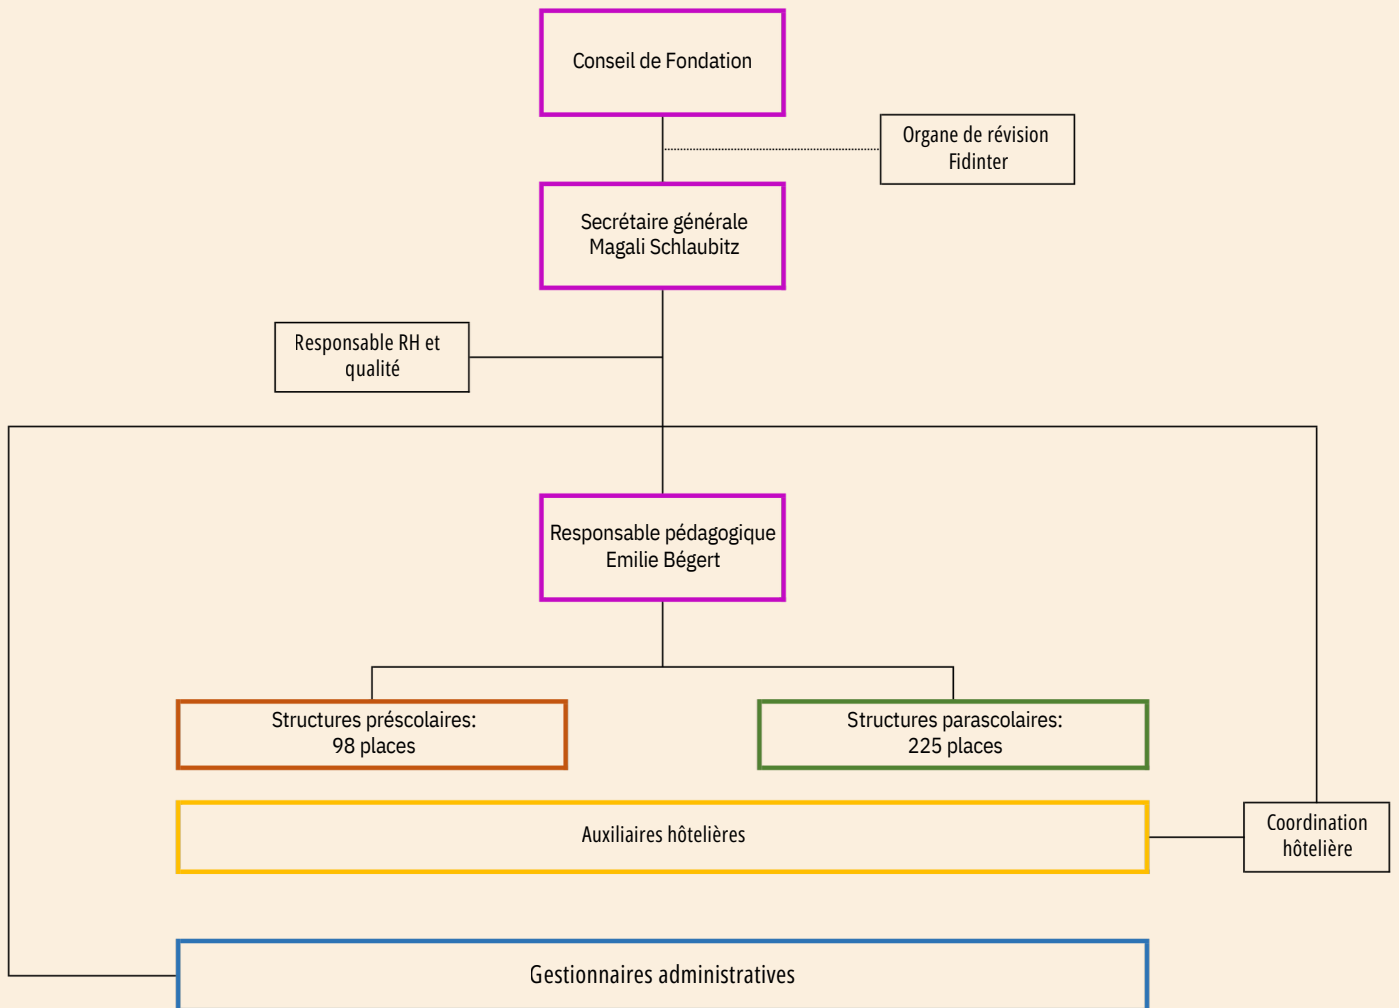 Conseil de Fondation
Organe de révision
Fidinter
Secrétaire générale
Magali Schlaubitz
Responsable RH et
qualité
Responsable pédagogique
Emilie Bégert
Structures préscolaires:
98 places
Structures parascolaires:
225 places
Auxiliaires hôtelières
Coordination
hôtelière
Gestionnaires administratives